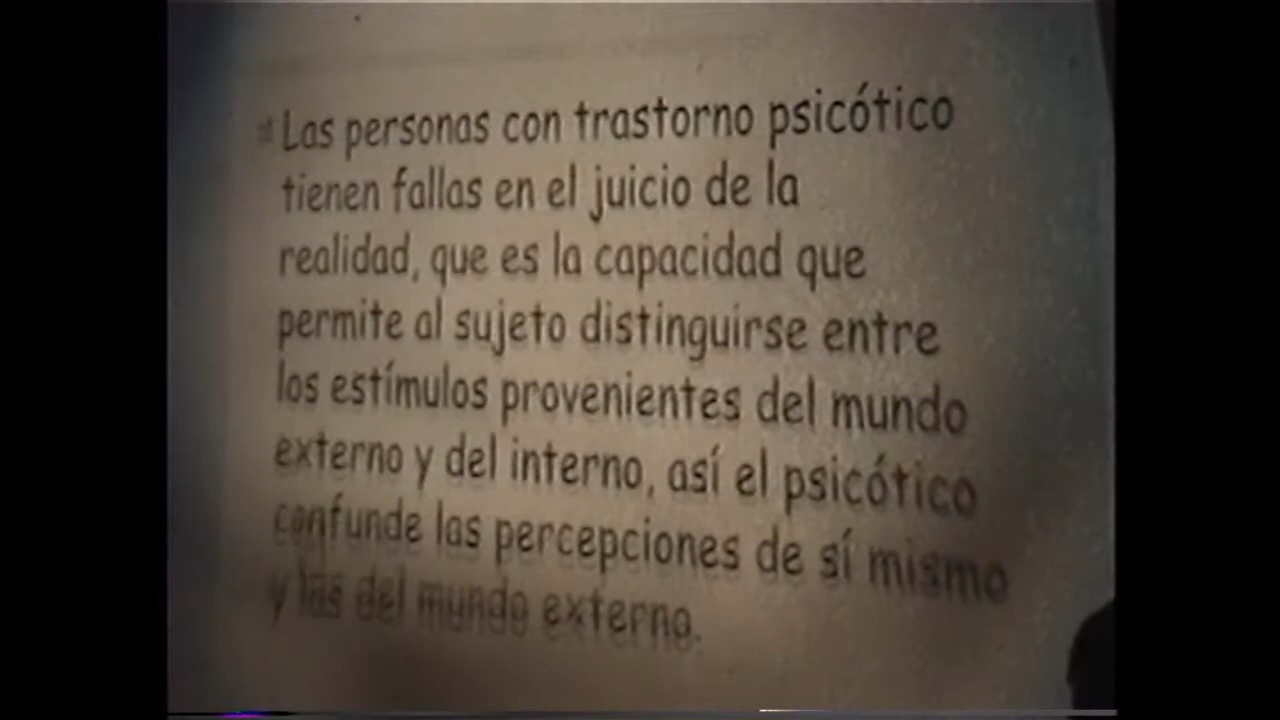 Las personas con trastorno psicótico
tienen fallas en el juicio de la
realidad, que es la capacidad que
permite al sujeto distinguirse entre
los estímulos provenientes del mundo
externo y del interno, así el psicótico
confunde las percepciones de sí mismo
y las del mundo externo.